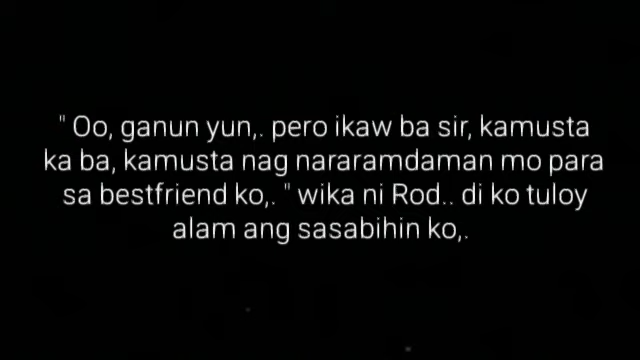 " Oo, ganun yun,. pero ikaw ba sir, kamusta
ka ba, kamusta nag nararamdaman mo para
sa bestfriend ko,. " wika ni Rod.. di ko tuloy
alam ang sasabihin ko,.